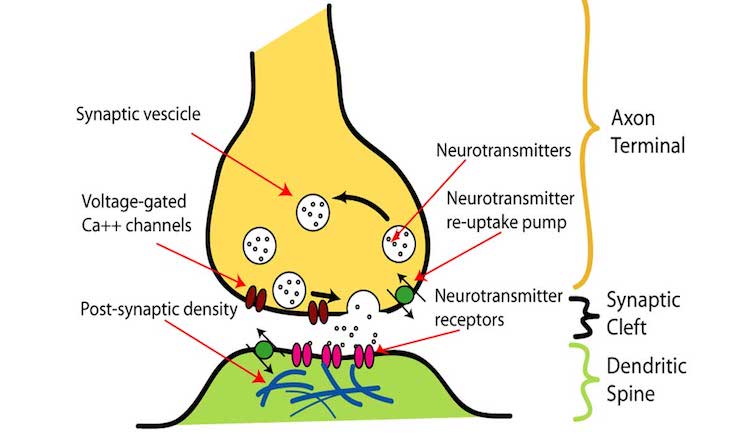 Synaptic vescicle
Voltage-gated
Ca++ channels
Post-synaptic density
Neurotransmitters
Neurotransmitter
re-uptake pump
Neurotransmitter
receptors
Axon
Terminal
Synaptic
Cleft
Dendritic
Spine